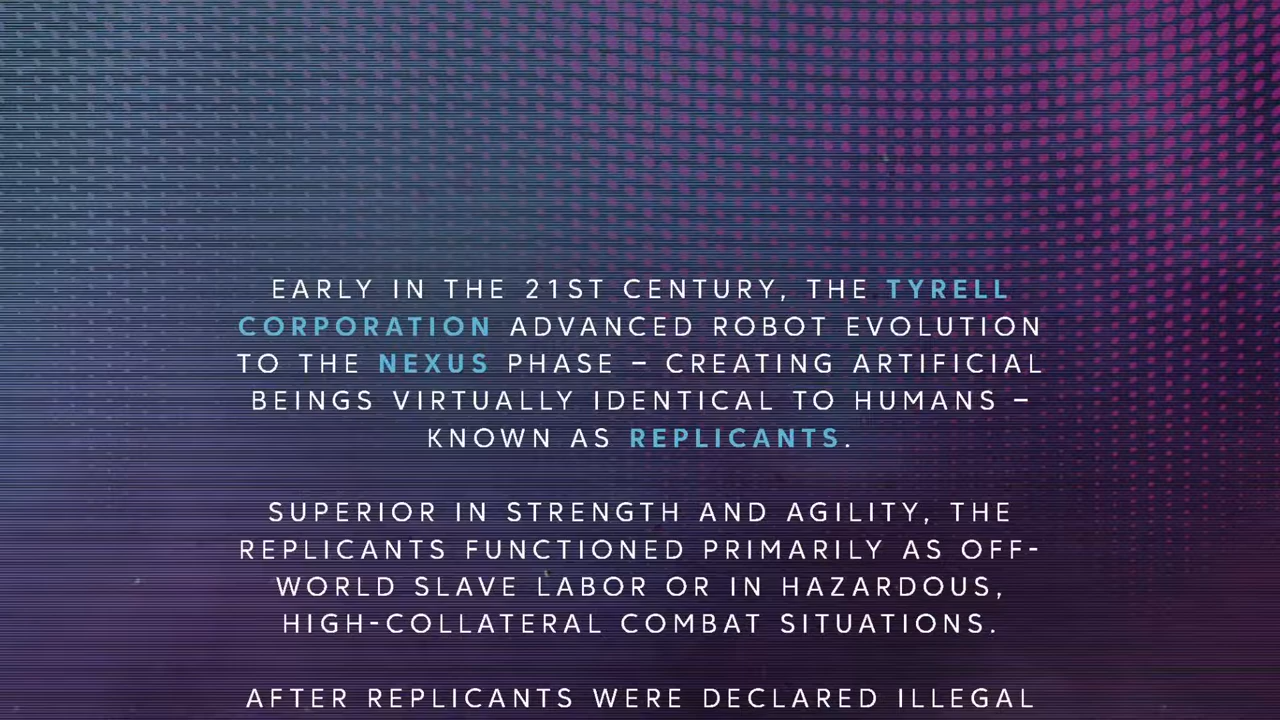 EARLY IN THE 21ST CENTURY, THE TYRELL
CORPORATION ADVANCED ROBOT EVOLUTION
TO THE NEXUS PHASE – CREATING ARTIFICIAL
BEINGS VIRTUALLY IDENTICAL TO HUMANS –
KNOWN AS REPLICANTS.
SUPERIOR IN STRENGTH AND AGILITY, THE
REPLICANTS FUNCTIONED PRIMARILY AS OFF-
WORLD SLAVE LABOR OR IN HAZARDOUS,
HIGH-COLLATERAL COMBAT SITUATIONS.
AFTER REPLICANTS WERE DECLARED ILLEGAL